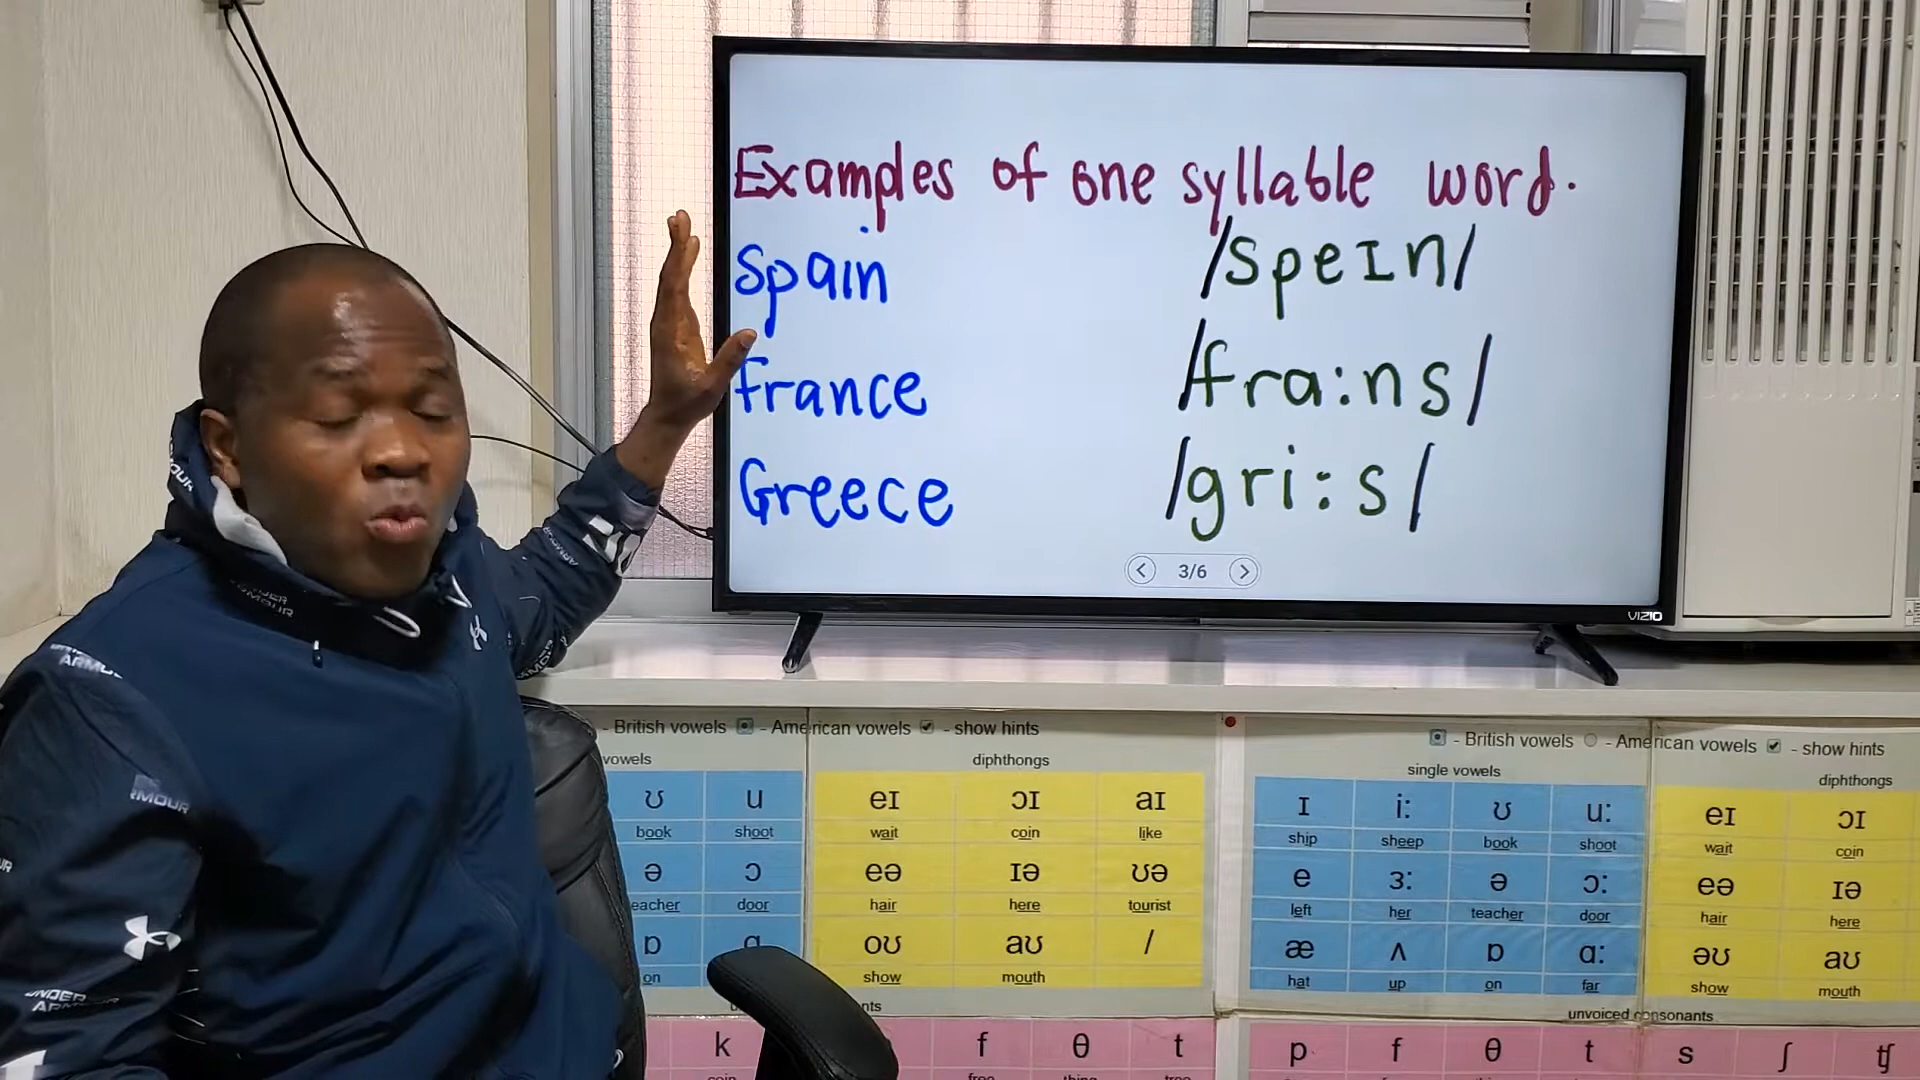 Examples of one syllable word.
Spain /speɪn/
France /fra:ns/
Greece /gri:s/
3/6
VIZIO
- British vowels - American vowels - show hints
vowels diphthongs
ʊ u eɪ ɔɪ aɪ
book shoot wait coin like
ə ɔ eə ɪə ʊə
eacher door hair here tourist
ɒ ɑ oʊ aʊ /
on show mouth
nts
k f θ t
- British vowels - American vowels - show hints
single vowels diphthongs
ɪ i: ʊ u: eɪ ɔɪ
ship sheep book shoot wait coin
e ɜ: ə ɔ: eə ɪə
left her teacher door hair here
æ ʌ ɒ ɑ: əʊ aʊ
hat up on far show mouth
unvoiced consonants
p f θ t s ʃ ʧ
UNDER ARMOUR